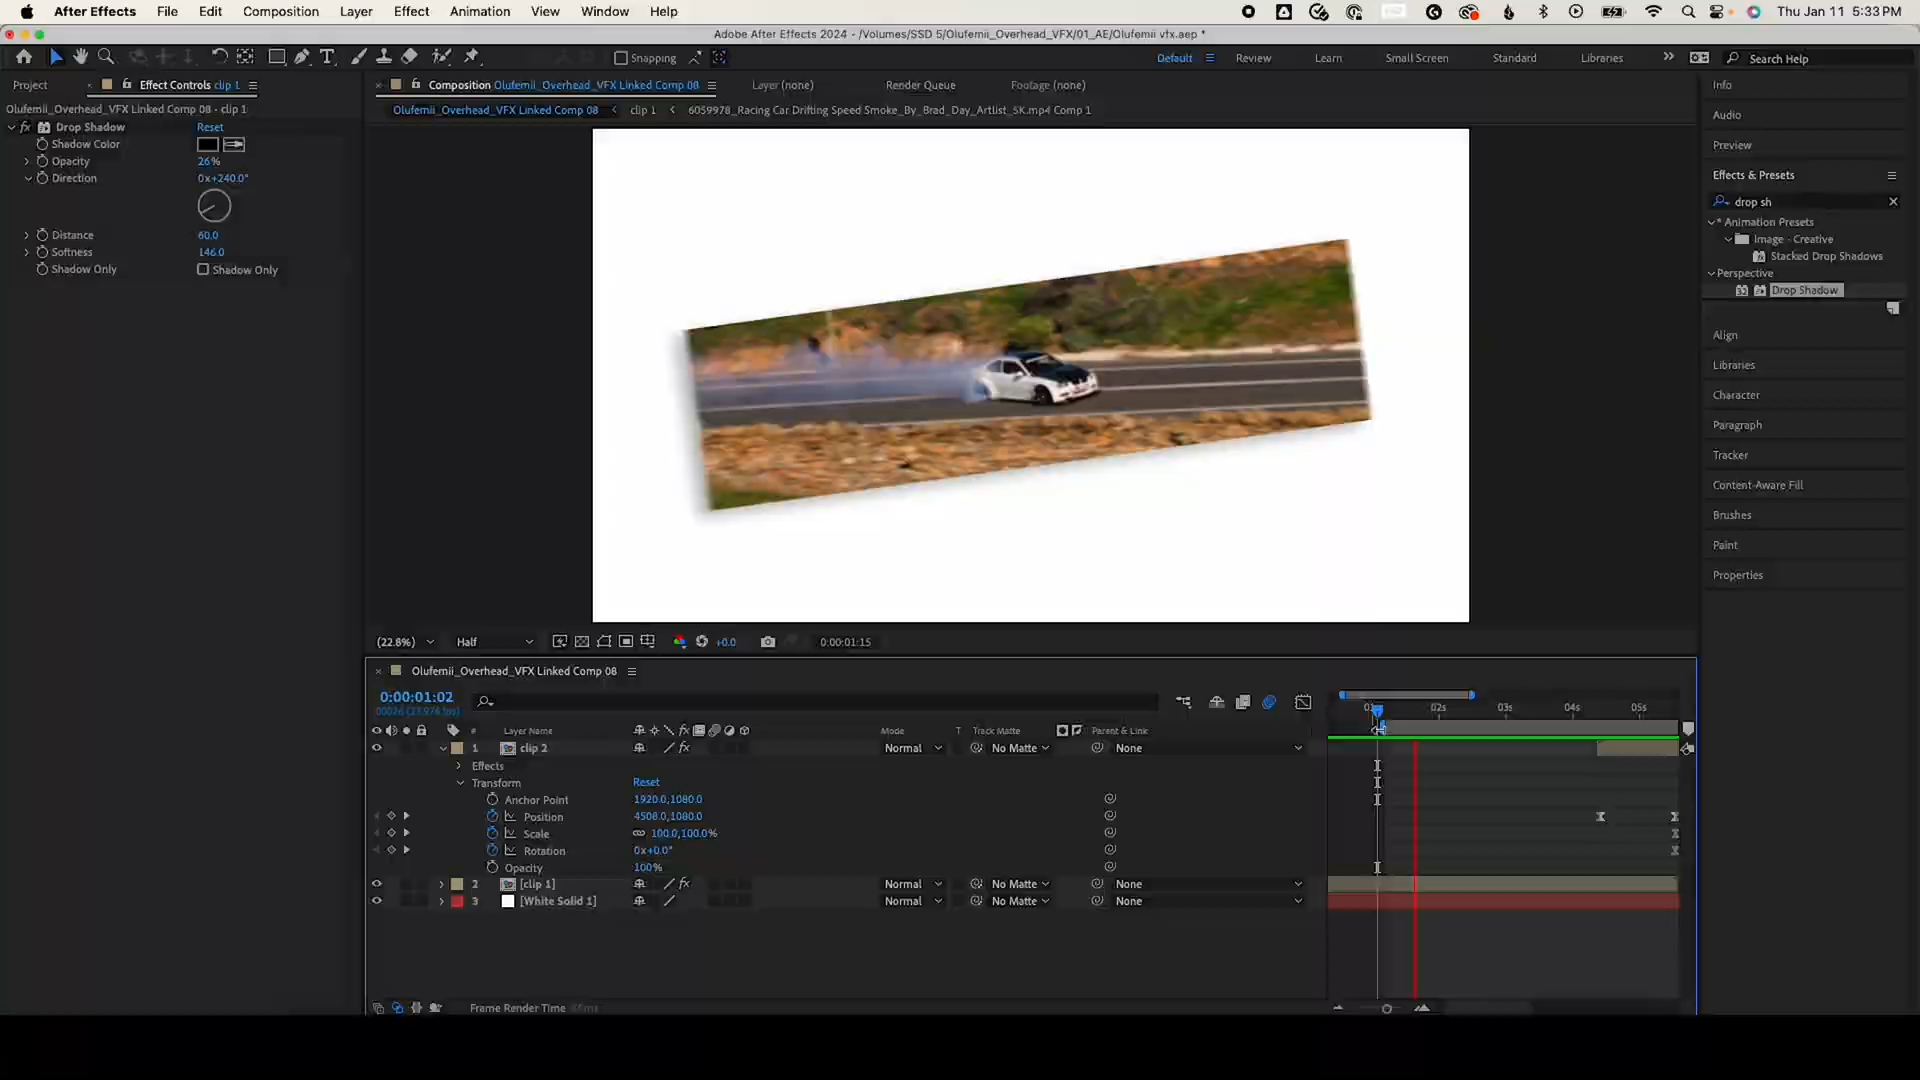 After Effects File Edit Composition Layer Effect Animation View Window Help Thu Jan 11 5:33 PM
Adobe After Effects 2024 - /Volumes/SSD 5/Olufemii_Overhead_VFX/01_AE/Olufemii vfx.aep *
Snapping Default Review Learn Small Screen Standard Libraries Search Help
Project Effect Controls clip 1 Composition Olufemii_Overhead_VFX Linked Comp 08 Layer (none) Render Queue Footage (none) Info
Olufemii_Overhead_VFX Linked Comp 08 - clip 1 Olufemii_Overhead_VFX Linked Comp 08 clip 1 6059978_Racing Car Drifting Speed Smoke_By_Brad_Day_Artlist_5K.mp4 Comp 1
Audio
fx Drop Shadow Reset
Shadow Color
Preview
Opacity 26%
Direction 0x+240.0°
Effects & Presets
drop sh
* Animation Presets
Distance 60.0
Image - Creative
Softness 146.0
Stacked Drop Shadows
Shadow Only Shadow Only
Perspective
32 Drop Shadow
Align
Libraries
Character
Paragraph
Tracker
Content-Aware Fill
Brushes
Paint
Properties
(22.8%) Half +0.0 0:00:01:15
Olufemii_Overhead_VFX Linked Comp 08
0:00:01:02
00026 (23.976 fps)
02s 03s 04s 05s
# Layer Name fx Mode T Track Matte Parent & Link
1 clip 2 fx Normal No Matte None
Effects
Transform Reset
Anchor Point 1920.0,1080.0
Position 4508.0,1080.0
Scale 100.0,100.0%
Rotation 0x+0.0°
Opacity 100%
2 [clip 1] fx Normal No Matte None
3 [White Solid 1] Normal No Matte None
Frame Render Time